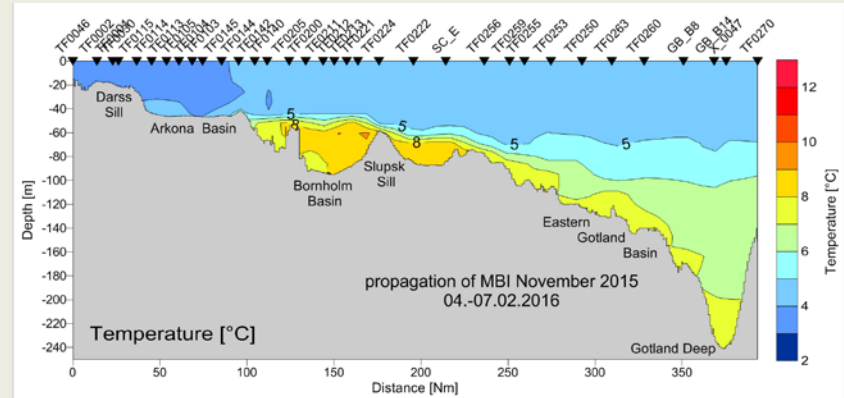 TF0046
TF0002
TF0030
TF0115
TF0114
TF0113
TF0105
TF0104
TF0103
TF0145
TF0144
TF0142
TF0140
TF0205
TF0200
TF0211
TF0212
TF0213
TF0221
TF0224
TF0222
SC_E
TF0256
TF0259
TF0255
TF0253
TF0250
TF0263
TF0260
GB_B8
GB_B14
X_0047
TF0270
0
-20
-40
-60
-80
-100
-120
-140
-160
-180
-200
-220
-240
Depth [m]
Darss
Sill
Arkona Basin
Bornholm
Basin
Slupsk
Sill
Eastern
Gotland
Basin
Gotland Deep
5
8
5
8
5
5
propagation of MBI November 2015
04.-07.02.2016
Temperature [°C]
0
50
100
150
200
250
300
350
Distance [Nm]
12
10
8
6
4
2
Temperature [°C]